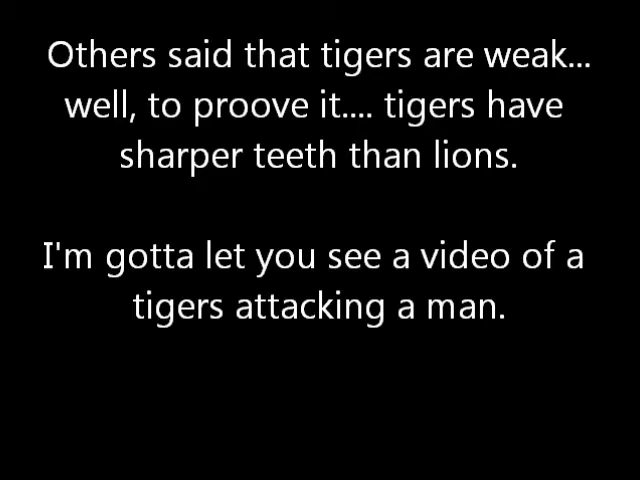 Others said that tigers are weak...
well, to proove it.... tigers have
sharper teeth than lions.
I'm gotta let you see a video of a
tigers attacking a man.